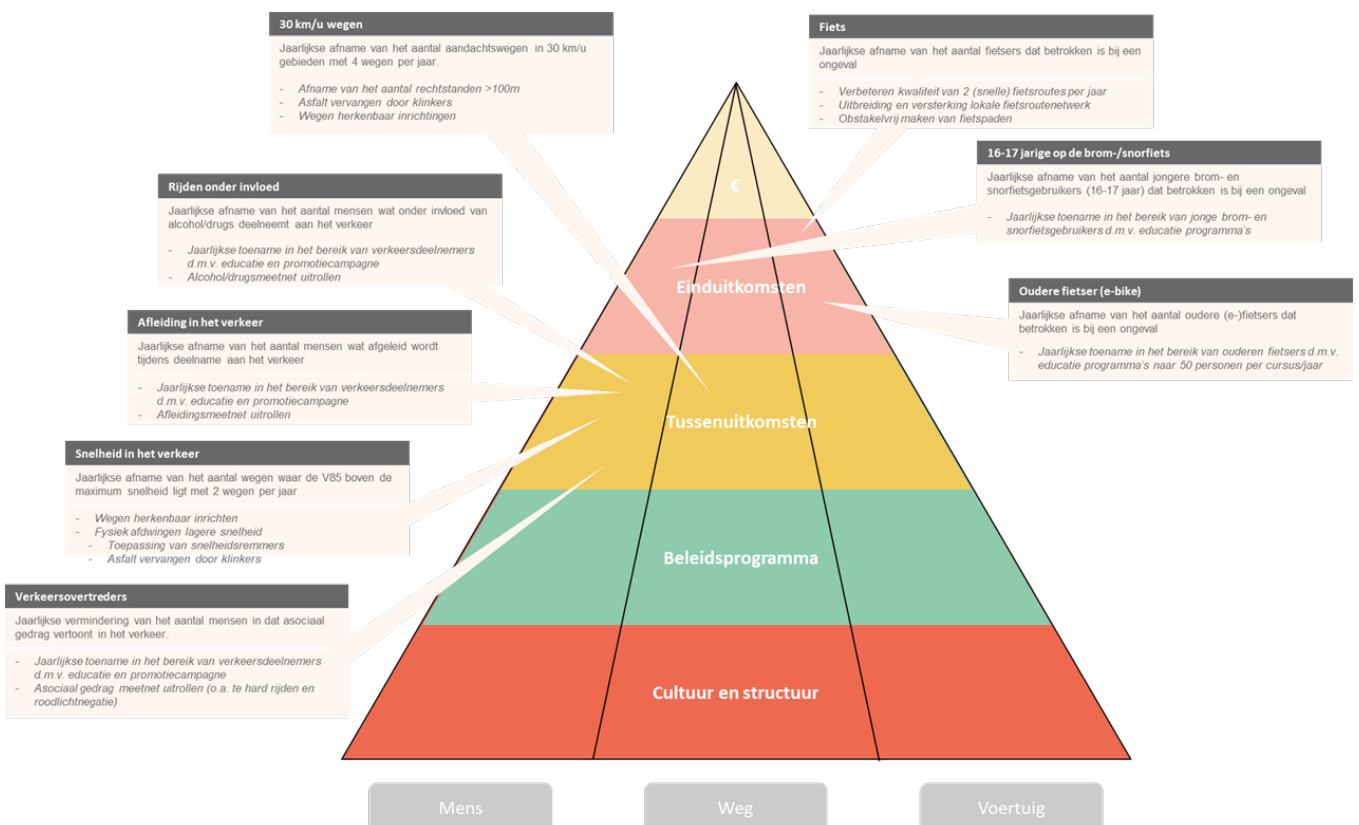 30 km/u wegen
Jaarlijkse afname van het aantal aandachtswegen in 30 km/u
gebieden met 4 wegen per jaar.
- Afname van het aantal rechtstanden >100m
- Asfalt vervangen door klinkers
- Wegen herkenbaar inrichtingen
Fiets
Jaarlijkse afname van het aantal fietsers dat betrokken is bij een
ongeval
- Verbeteren kwaliteit van 2 (snelle) fietsroutes per jaar
- Uitbreiding en versterking lokale fietsroutenetwerk
- Obstakelvrij maken van fietspaden
16-17 jarige op de brom-/snorfiets
Jaarlijkse afname van het aantal jongere brom- en
snorfietsgebruikers (16-17 jaar) dat betrokken is bij een ongeval
- Jaarlijkse toename in het bereik van jonge brom- en
snorfietsgebruikers d.m.v. educatie programma's
Rijden onder invloed
Jaarlijkse afname van het aantal mensen wat onder invloed van
alcohol/drugs deelneemt aan het verkeer
- Jaarlijkse toename in het bereik van verkeersdeelnemers
d.m.v. educatie en promotiecampagne
- Alcohol/drugsmeetnet uitrollen
Oudere fietser (e-bike)
Jaarlijkse afname van het aantal oudere (e-)fietsers dat
betrokken is bij een ongeval
- Jaarlijkse toename in het bereik van ouderen fietsers d.m.v.
educatie programma's naar 50 personen per cursus/jaar
Afleiding in het verkeer
Jaarlijkse afname van het aantal mensen wat afgeleid wordt
tijdens deelname aan het verkeer
- Jaarlijkse toename in het bereik van verkeersdeelnemers
d.m.v. educatie en promotiecampagne
- Afleidingsmeetnet uitrollen
Snelheid in het verkeer
Jaarlijkse afname van het aantal wegen waar de V85 boven de
maximum snelheid ligt met 2 wegen per jaar
- Wegen herkenbaar inrichten
- Fysiek afdwingen lagere snelheid
- Toepassing van snelheidsremmers
- Asfalt vervangen door klinkers
Verkeersovertreders
Jaarlijkse vermindering van het aantal mensen in dat asociaal
gedrag vertoont in het verkeer.
- Jaarlijkse toename in het bereik van verkeersdeelnemers
d.m.v. educatie en promotiecampagne
- Asociaal gedrag meetnet uitrollen (o.a. te hard rijden en
roodlichtnegatie)
€
Einduitkomsten
Tussenuitkomsten
Beleidsprogramma
Cultuur en structuur
Mens
Weg
Voertuig